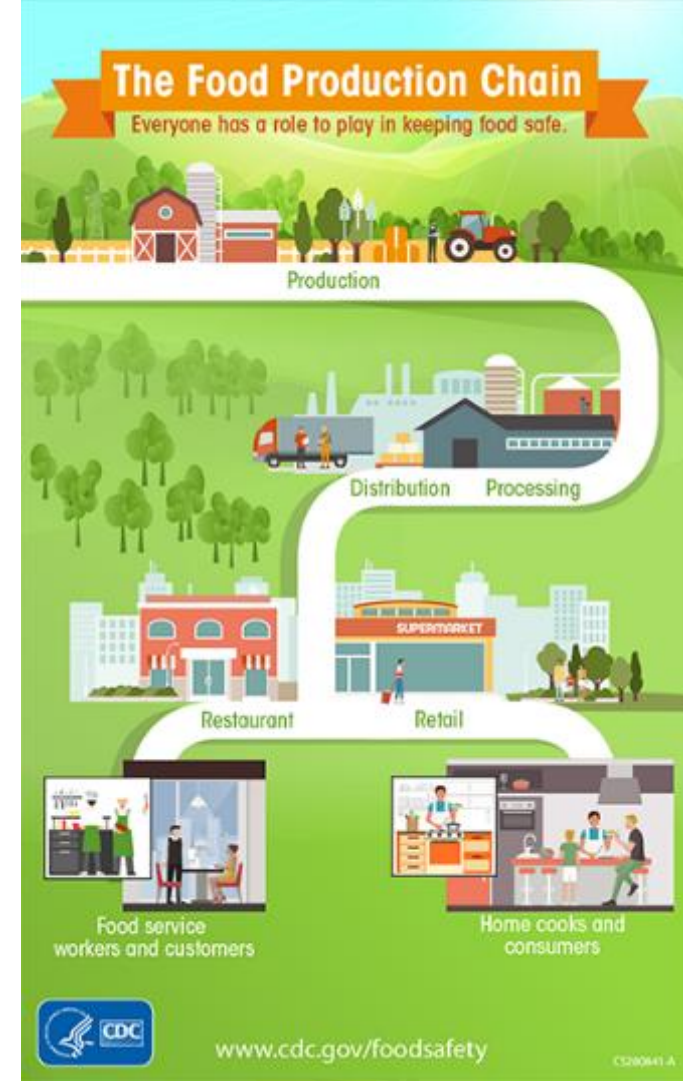 The Food Production Chain
Everyone has a role to play in keeping food safe.
Production
Distribution
Processing
SUPERMARKET
Restaurant
Retail
Food service
workers and customers
Home cooks and
consumers
CDC
www.cdc.gov/foodsafety
CS280641-A